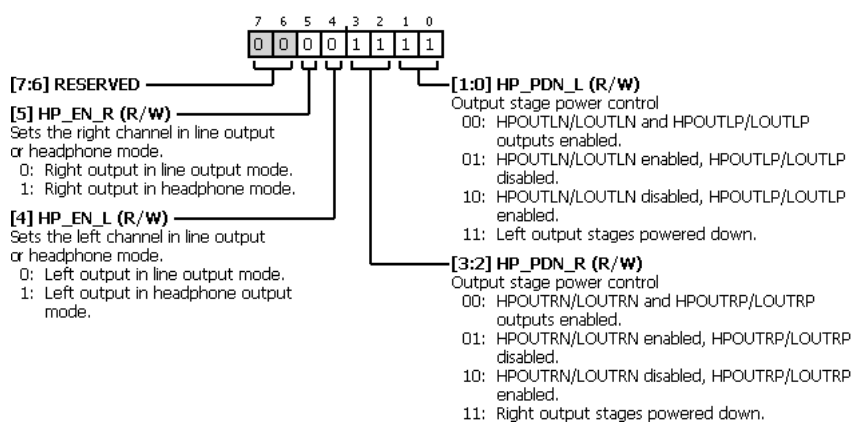 7 6 5 4 3 2 1 0
0 0 0 0 1 1 1 1
[7:6] RESERVED
[5] HP_EN_R (R/W)
Sets the right channel in line output
or headphone mode.
0: Right output in line output mode.
1: Right output in headphone mode.
[4] HP_EN_L (R/W)
Sets the left channel in line output
or headphone mode.
0: Left output in line output mode.
1: Left output in headphone output
mode.
[1:0] HP_PDN_L (R/W)
Output stage power control
00: HPOUTLN/LOUTLN and HPOUTLP/LOUTLP
outputs enabled.
01: HPOUTLN/LOUTLN enabled, HPOUTLP/LOUTLP
disabled.
10: HPOUTLN/LOUTLN disabled, HPOUTLP/LOUTLP
enabled.
11: Left output stages powered down.
[3:2] HP_PDN_R (R/W)
Output stage power control
00: HPOUTRN/LOUTRN and HPOUTRP/LOUTRP
outputs enabled.
01: HPOUTRN/LOUTRN enabled, HPOUTRP/LOUTRP
disabled.
10: HPOUTRN/LOUTRN disabled, HPOUTRP/LOUTRP
enabled.
11: Right output stages powered down.